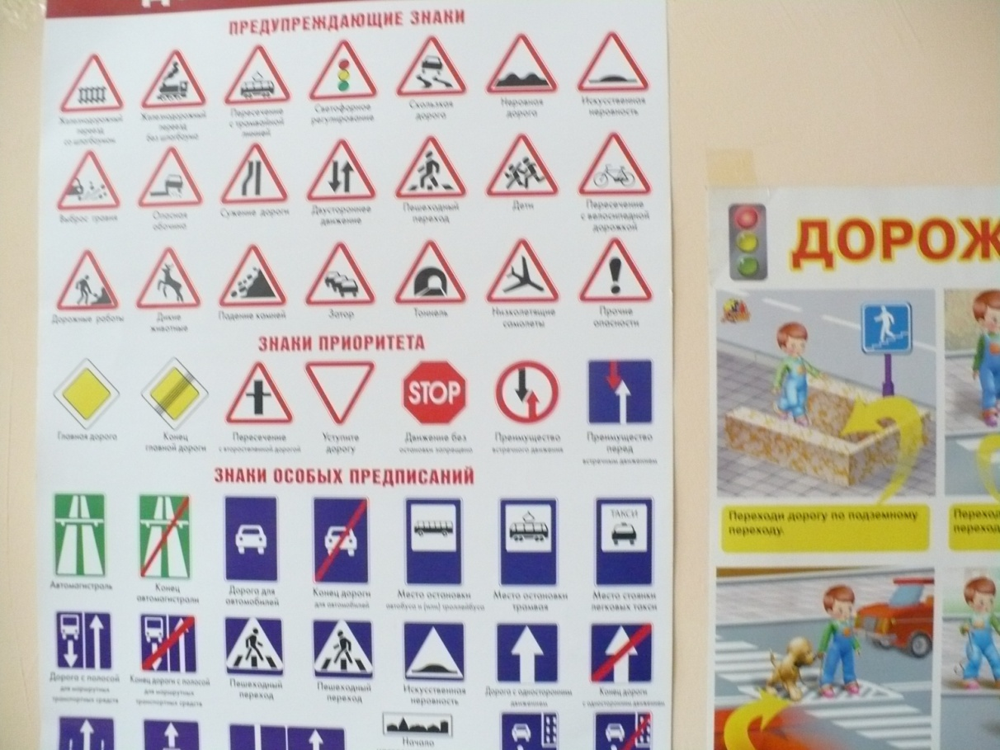 ПРЕДУПРЕЖДАЮЩИЕ ЗНАКИ
Железнодорожный
переезд
со шлагбаумом
Железнодорожный
переезд
без шлагбаума
Пересечение
с трамвайной
линией
Светофорное
регулирование
Скользкая
дорога
Неровная
дорога
Искусственная
неровность
Выброс гравия
Опасная
обочина
Сужение дороги
Двустороннее
движение
Пешеходный
переход
Дети
Пересечение
с велосипедной
дорожкой
Дорожные работы
Дикие
животные
Падение камней
Затор
Тоннель
Низколетящие
самолеты
Прочие
опасности
ЗНАКИ ПРИОРИТЕТА
STOP
Главная дорога
Конец
главной дороги
Пересечение
с второстепенной дорогой
Уступите
дорогу
Движение без
остановки запрещено
Преимущество
встречного движения
Преимущество
перед
встречным движением
ЗНАКИ ОСОБЫХ ПРЕДПИСАНИЙ
ТАКСИ
Автомагистраль
Конец
автомагистрали
Дорога для
автомобилей
Конец дороги
для автомобилей
Место остановки
автобуса и (или) троллейбуса
Место остановки
трамвая
Место стоянки
легковых такси
Дорога с полосой
для маршрутных
транспортных средств
Конец дороги с полосой
для маршрутных
транспортных средств
Пешеходный
переход
Пешеходный
переход
Искусственная
неровность
Дорога с односторонним
движением
Конец дороги
с односторонним движением
Начало
ДОРОЖ
Переходи дорогу по подземному
переходу.
Переход
переход